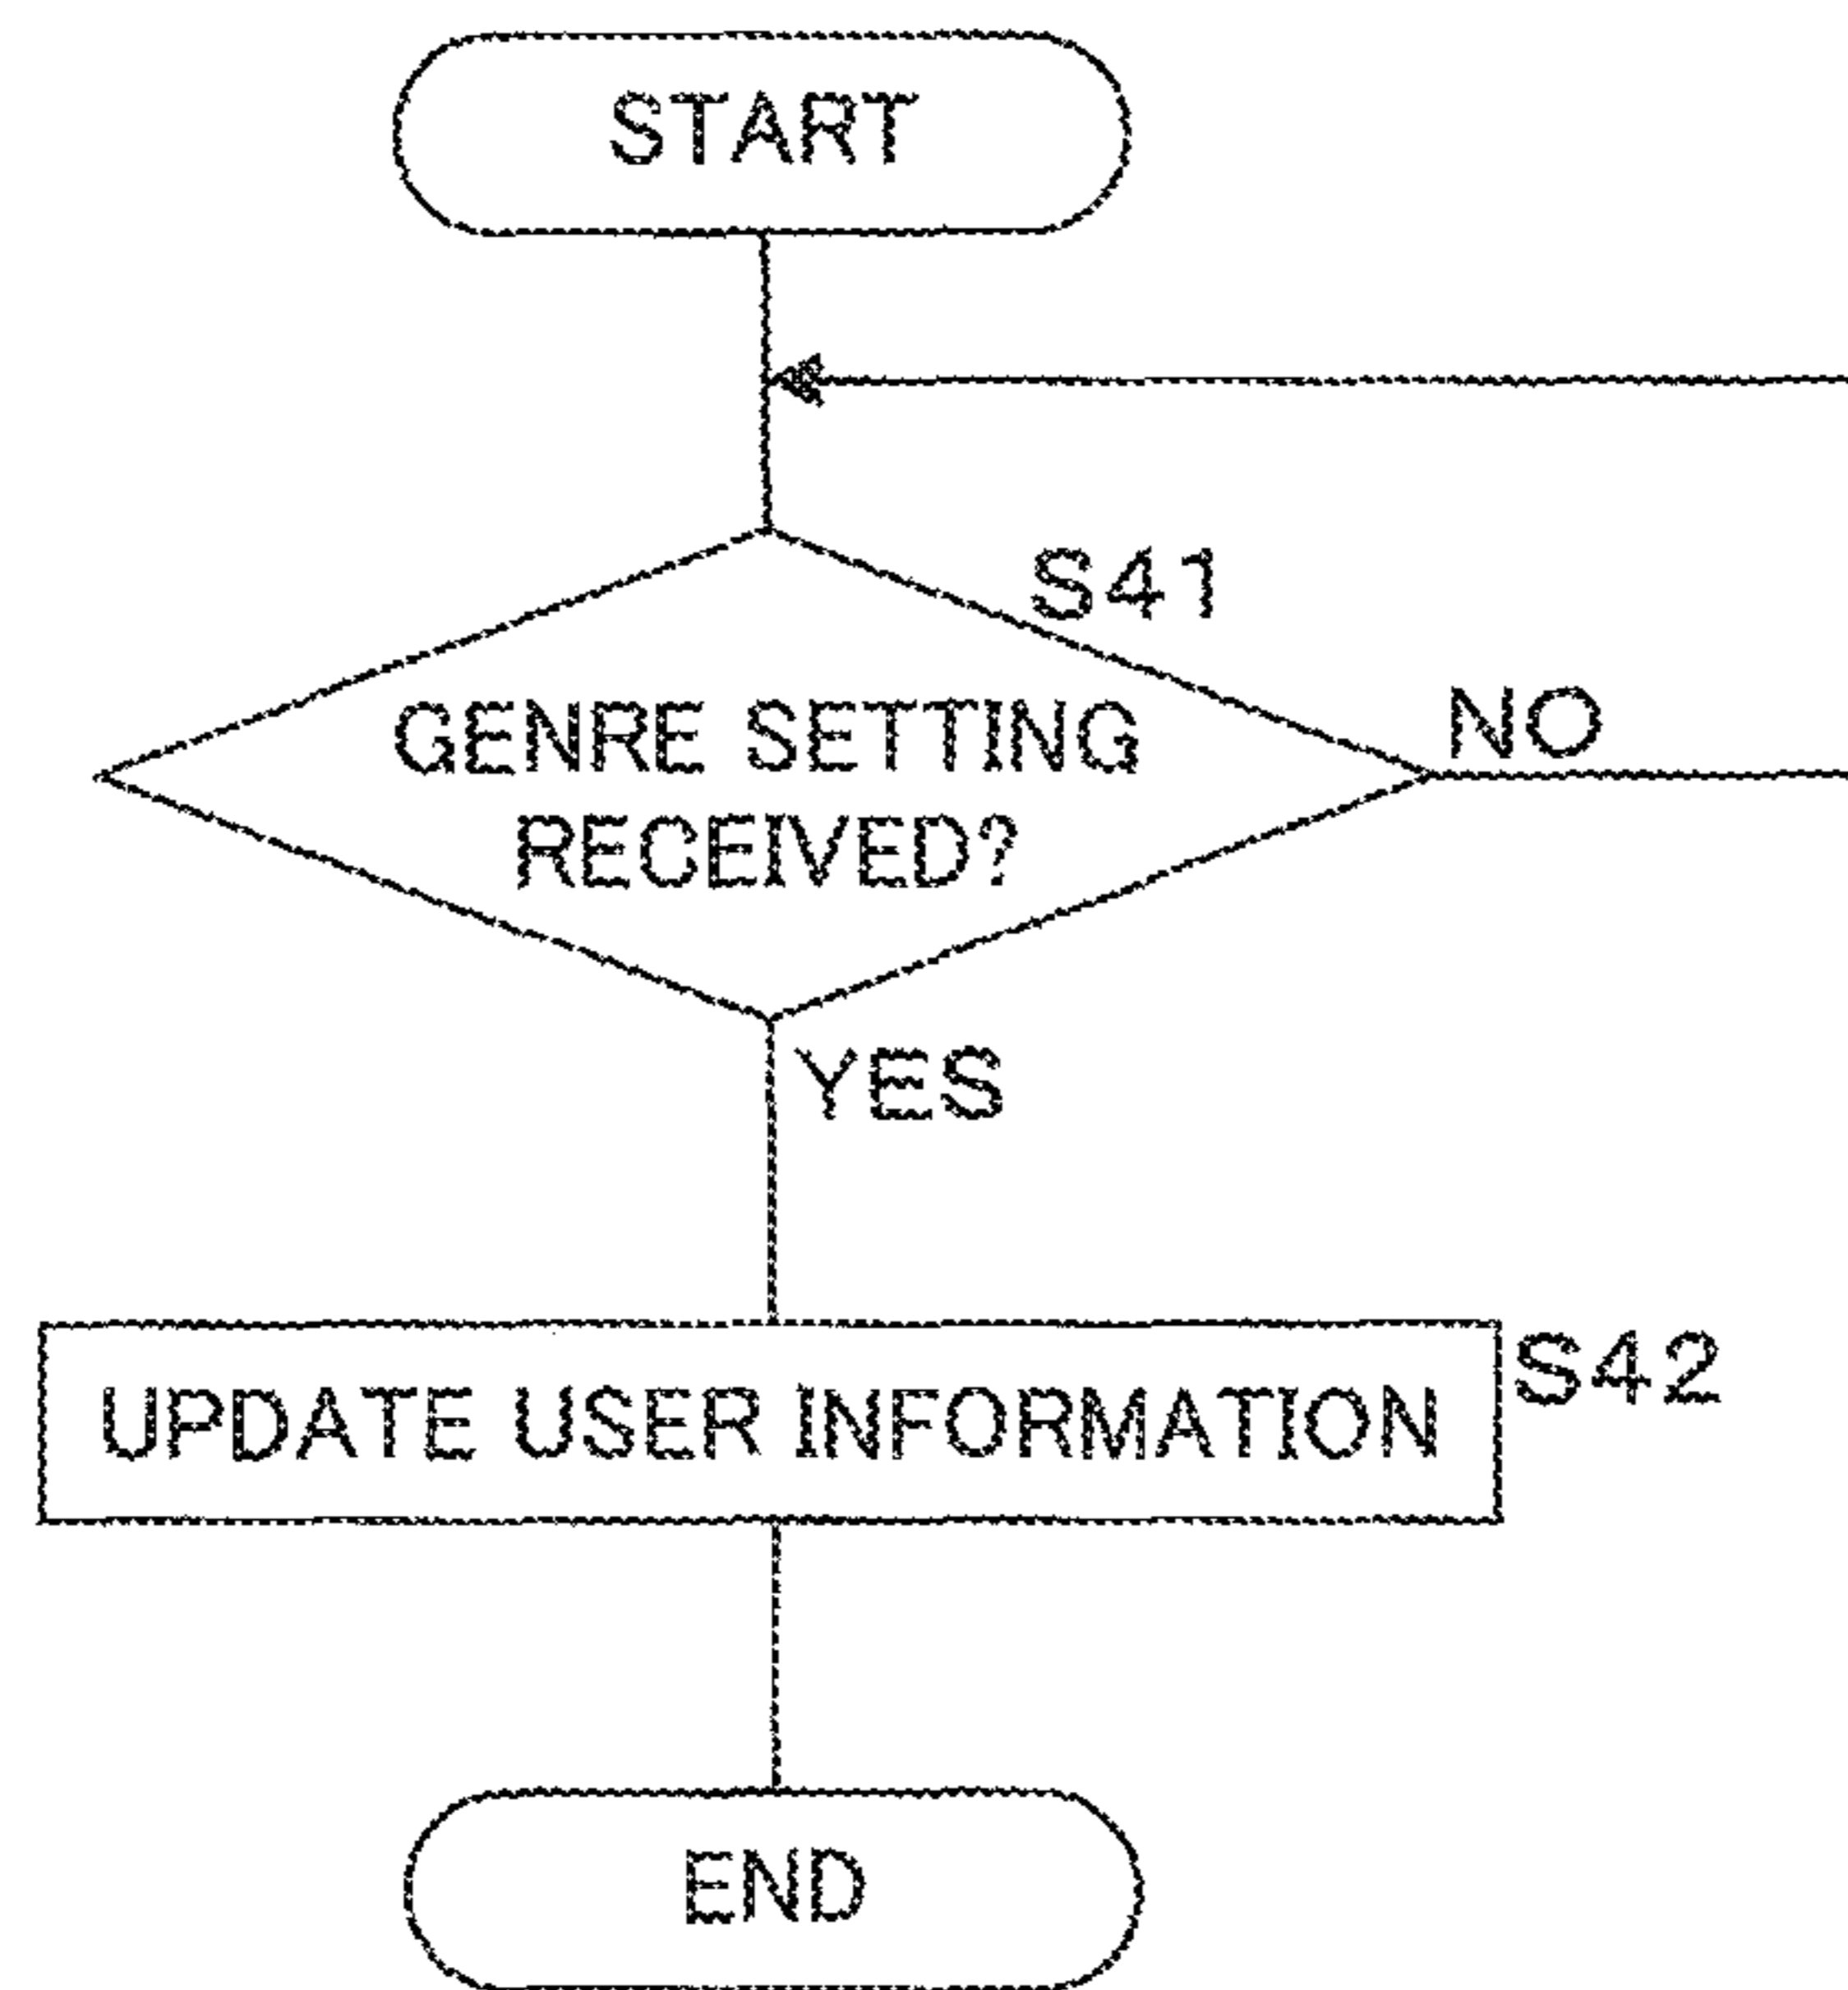 START
S41
GENRE SETTING
RECEIVED?
NO
YES
UPDATE USER INFORMATION
S42
END